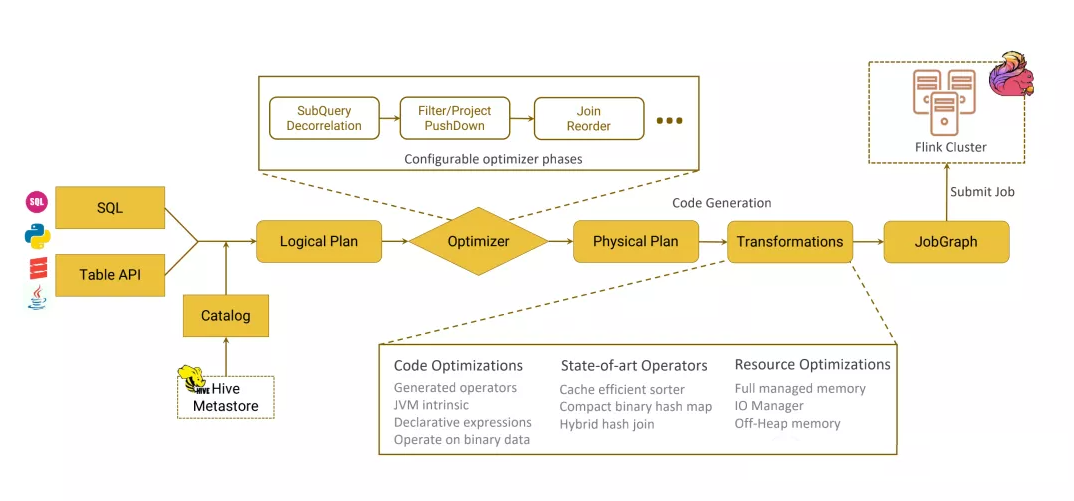 SubQuery
Decorrelation
Filter/Project
PushDown
Join
Reorder
Configurable optimizer phases
Flink Cluster
Submit Job
Code Generation
SQL
SQL
Table API
Logical Plan
Optimizer
Physical Plan
Transformations
JobGraph
Catalog
HIVE
Hive
Metastore
Code Optimizations
Generated operators
JVM intrinsic
Declarative expressions
Operate on binary data
State-of-art Operators
Cache efficient sorter
Compact binary hash map
Hybrid hash join
Resource Optimizations
Full managed memory
IO Manager
Off-Heap memory